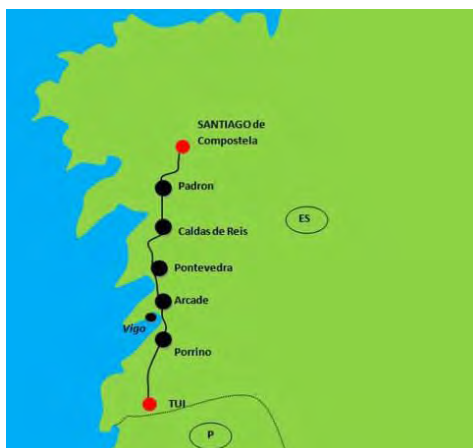 SANTIAGO de
Compostela
Padron
Caldas de Reis
ES
Pontevedra
Arcade
Vigo
Porrino
TUI
P